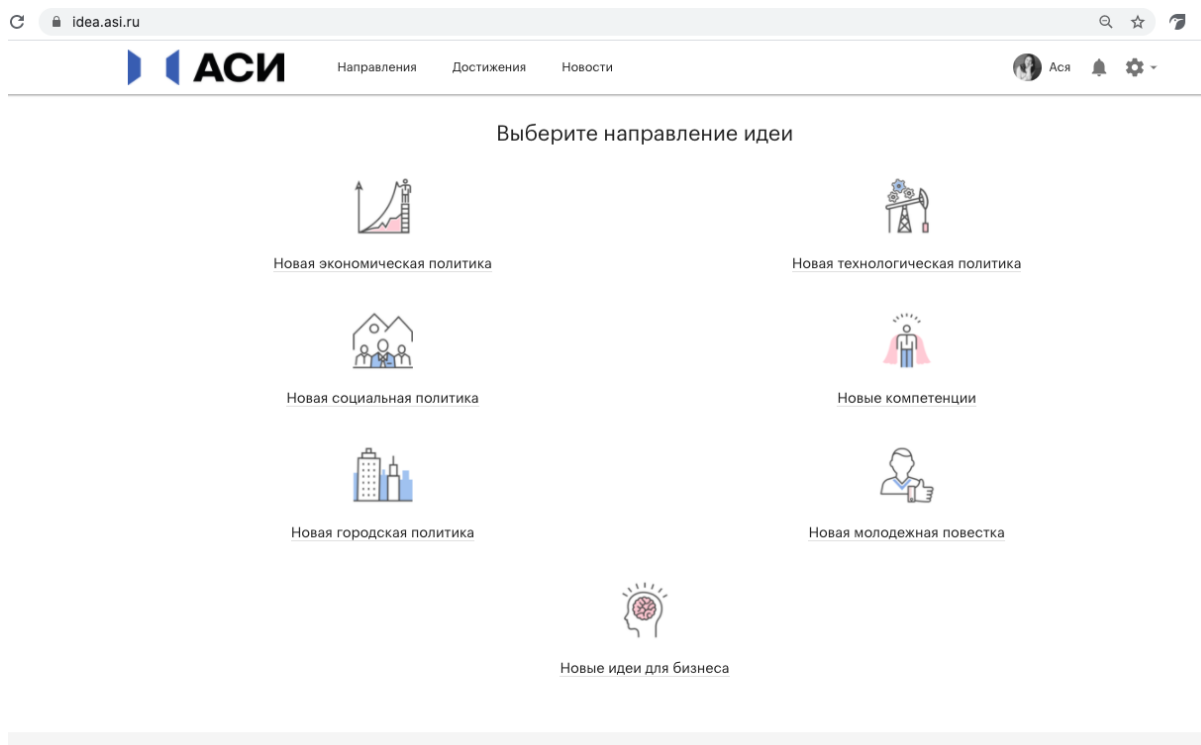 idea.asi.ru
АСИ Направления Достижения Новости Ася
Выберите направление идеи
Новая экономическая политика Новая технологическая политика
Новая социальная политика Новые компетенции
Новая городская политика Новая молодежная повестка
Новые идеи для бизнеса